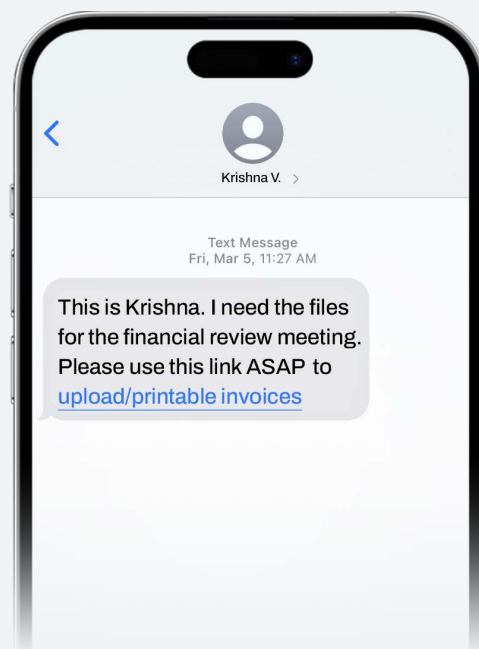 Krishna V.
Text Message
Fri, Mar 5, 11:27 AM
This is Krishna. I need the files
for the financial review meeting.
Please use this link ASAP to
upload/printable invoices